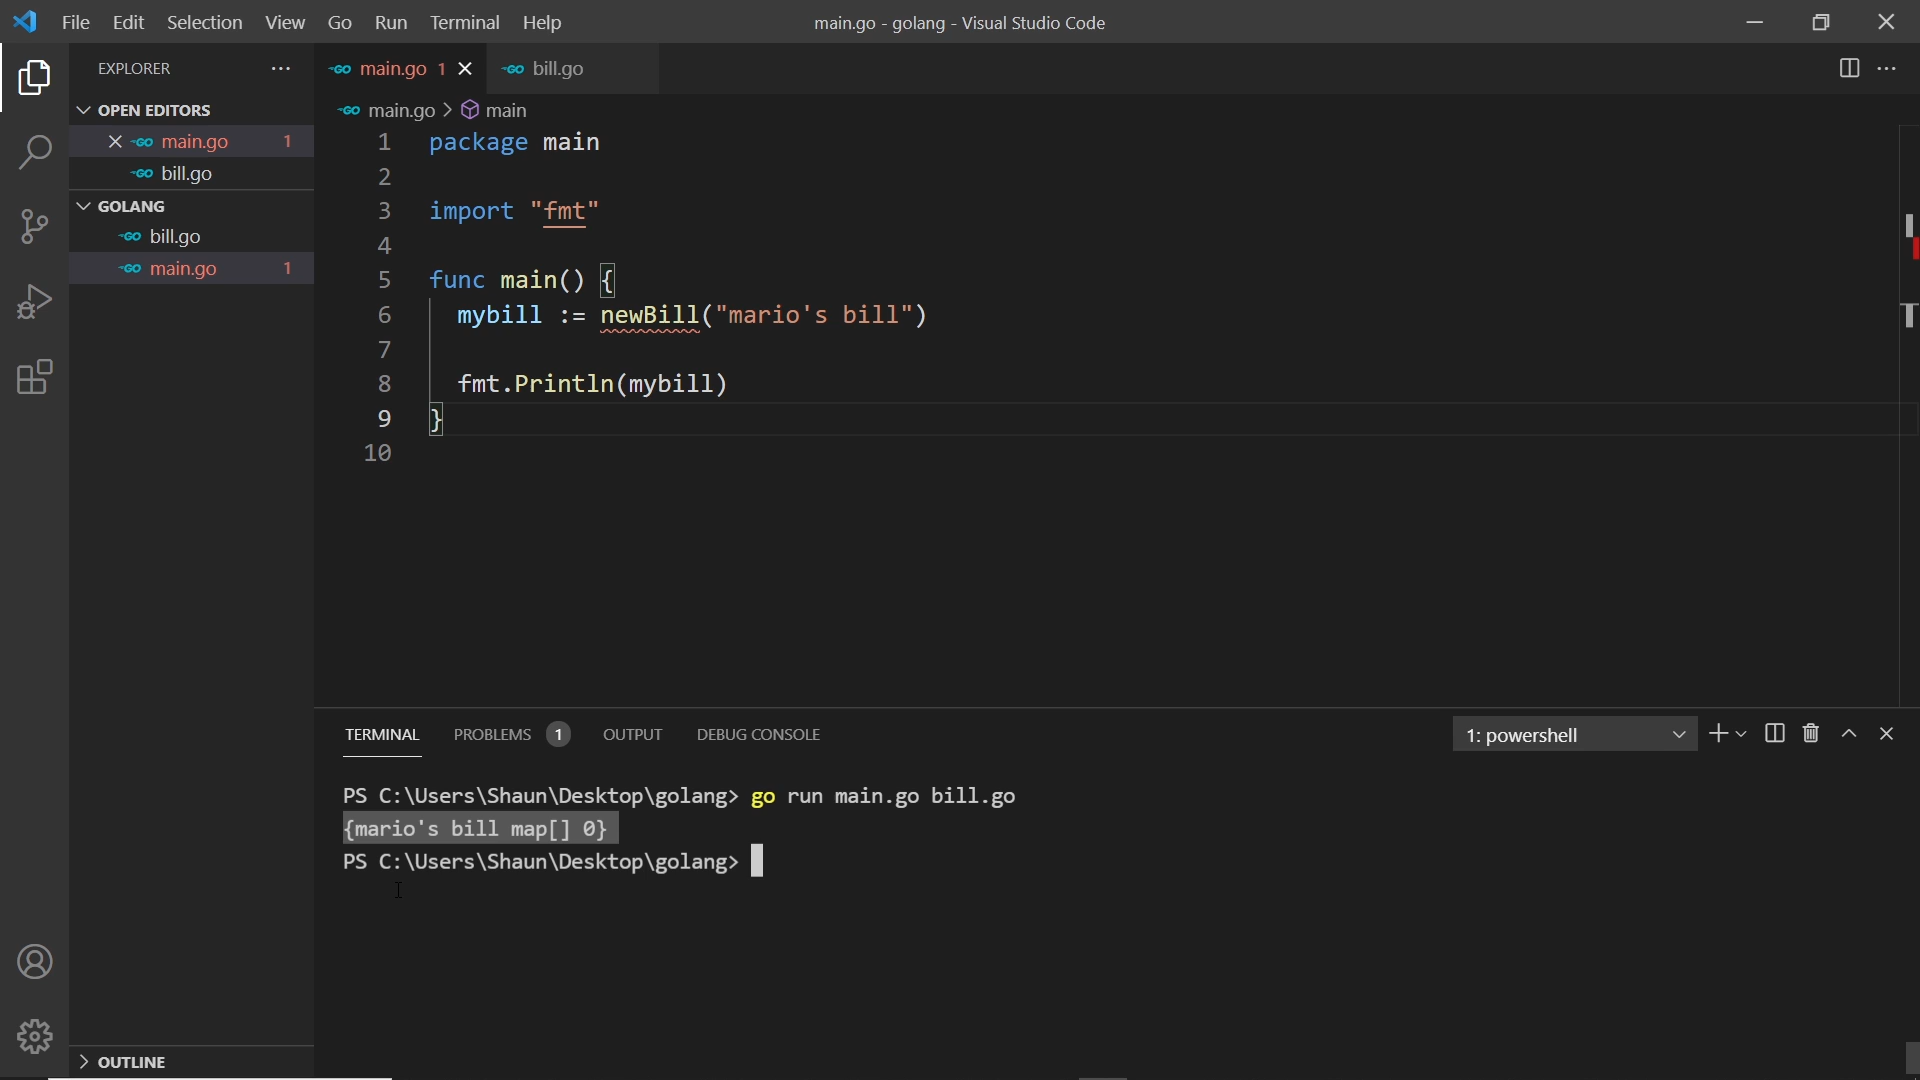 File Edit Selection View Go Run Terminal Help
main.go - golang - Visual Studio Code
EXPLORER
OPEN EDITORS
main.go 1
bill.go
GOLANG
bill.go
main.go 1
OUTLINE
main.go 1
bill.go
main.go > main
1 package main
2
3 import "fmt"
4
5 func main() {
6 mybill := newBill("mario's bill")
7
8 fmt.Println(mybill)
9 }
10
TERMINAL PROBLEMS 1 OUTPUT DEBUG CONSOLE
1: powershell
PS C:\Users\Shaun\Desktop\golang> go run main.go bill.go
{mario's bill map[] 0}
PS C:\Users\Shaun\Desktop\golang>